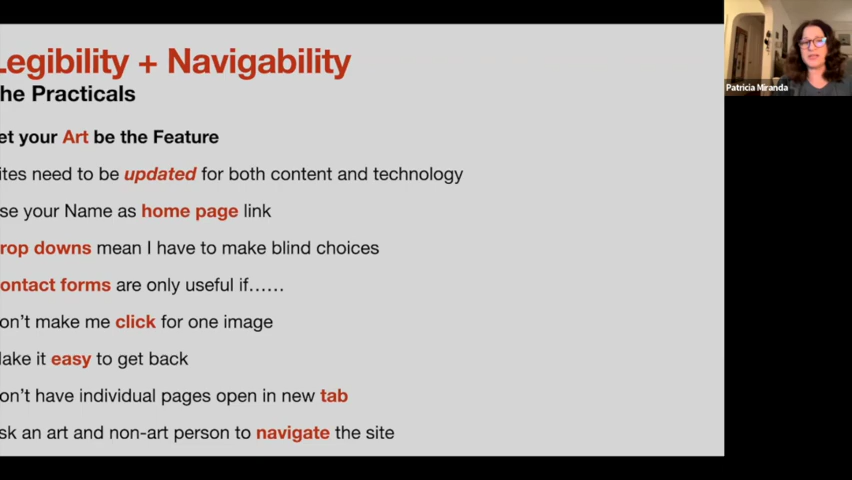 Legibility + Navigability
he Practicals
et your Art be the Feature
ites need to be updated for both content and technology
se your Name as home page link
rop downs mean I have to make blind choices
ontact forms are only useful if……
on't make me click for one image
ake it easy to get back
on't have individual pages open in new tab
sk an art and non-art person to navigate the site
Patricia Miranda